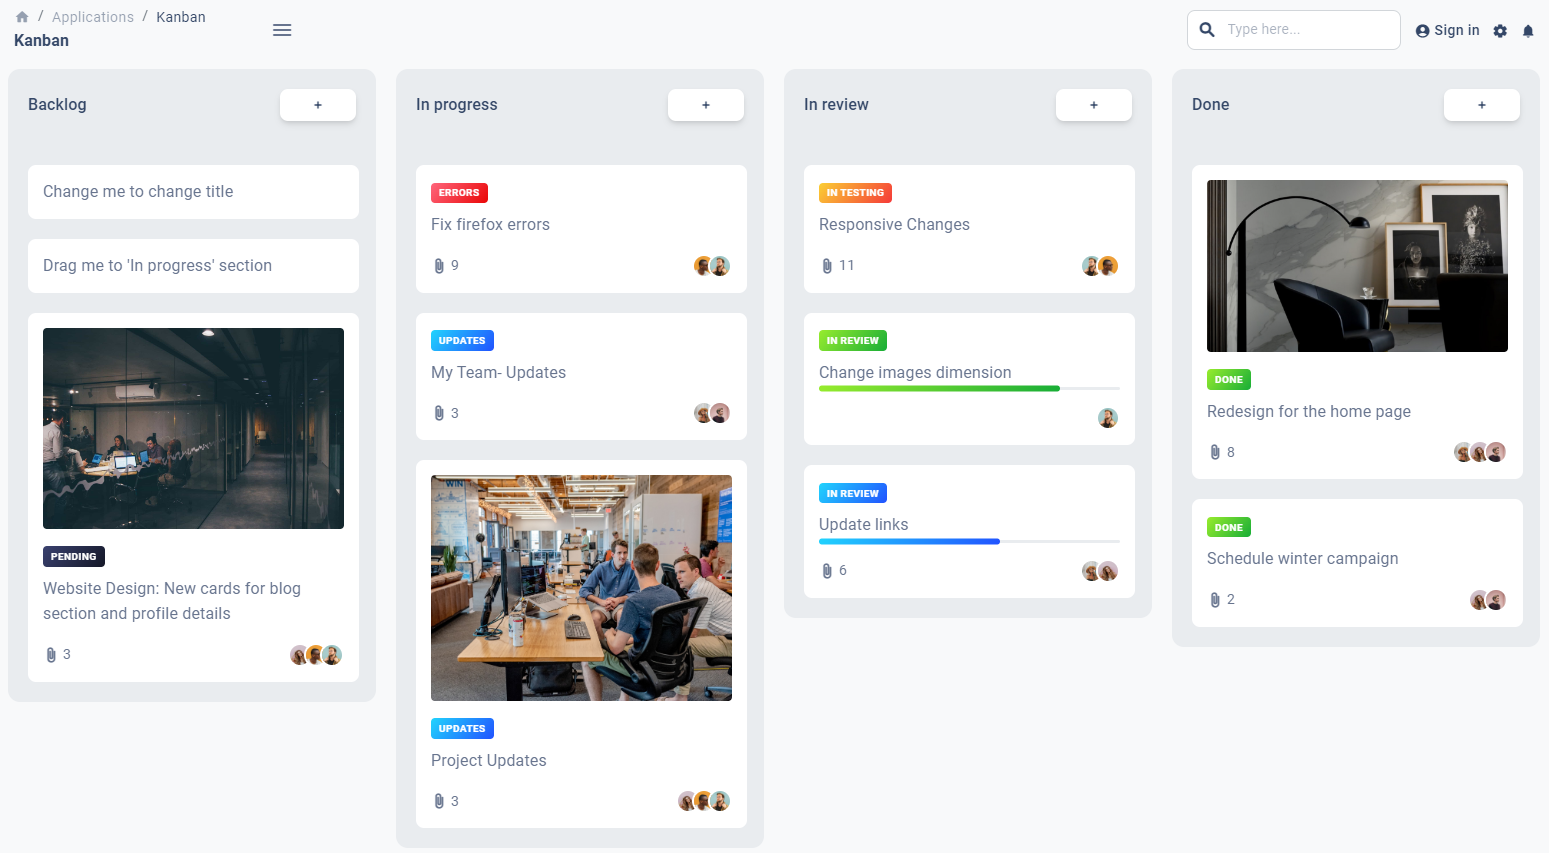 / Applications / Kanban
Kanban
Type here...
Sign in
Backlog
+
Change me to change title
Drag me to 'In progress' section
PENDING
Website Design: New cards for blog
section and profile details
3
In progress
+
ERRORS
Fix firefox errors
9
UPDATES
My Team- Updates
3
WIN
UPDATES
Project Updates
3
In review
+
IN TESTING
Responsive Changes
11
IN REVIEW
Change images dimension
IN REVIEW
Update links
6
Done
+
DONE
Redesign for the home page
8
DONE
Schedule winter campaign
2